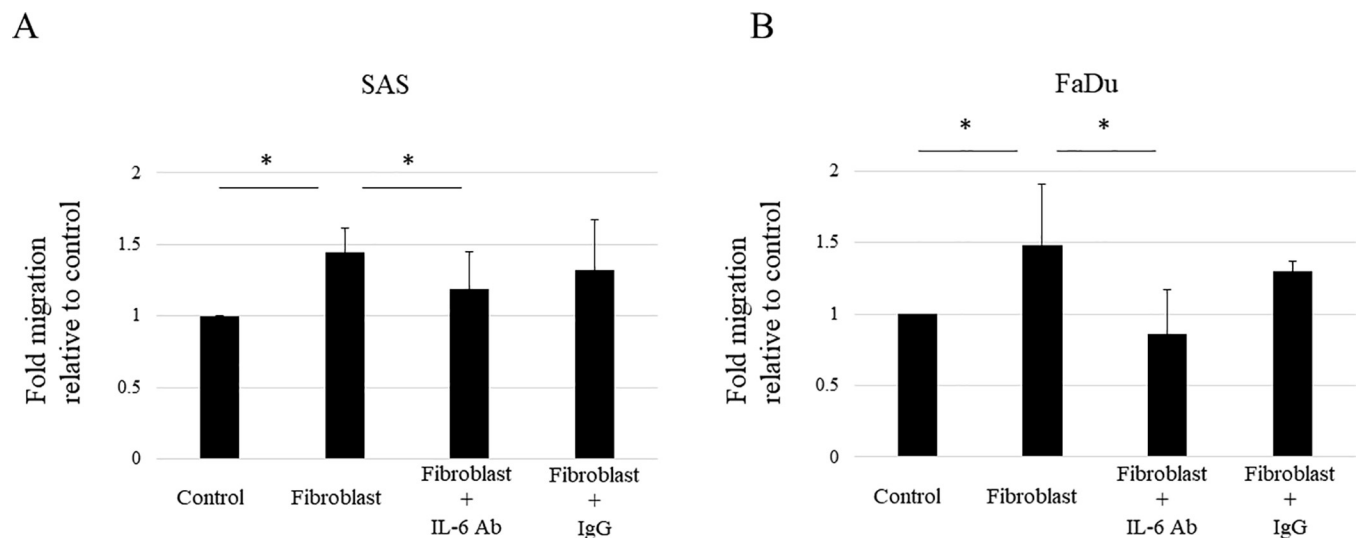 A
SAS
*
*
Fold migration
relative to control
2
1.5
1
0.5
0
Control
Fibroblast
Fibroblast
+
IL-6 Ab
Fibroblast
+
IgG
B
FaDu
*
*
Fold migration
relative to control
2
1.5
1
0.5
0
Control
Fibroblast
Fibroblast
+
IL-6 Ab
Fibroblast
+
IgG